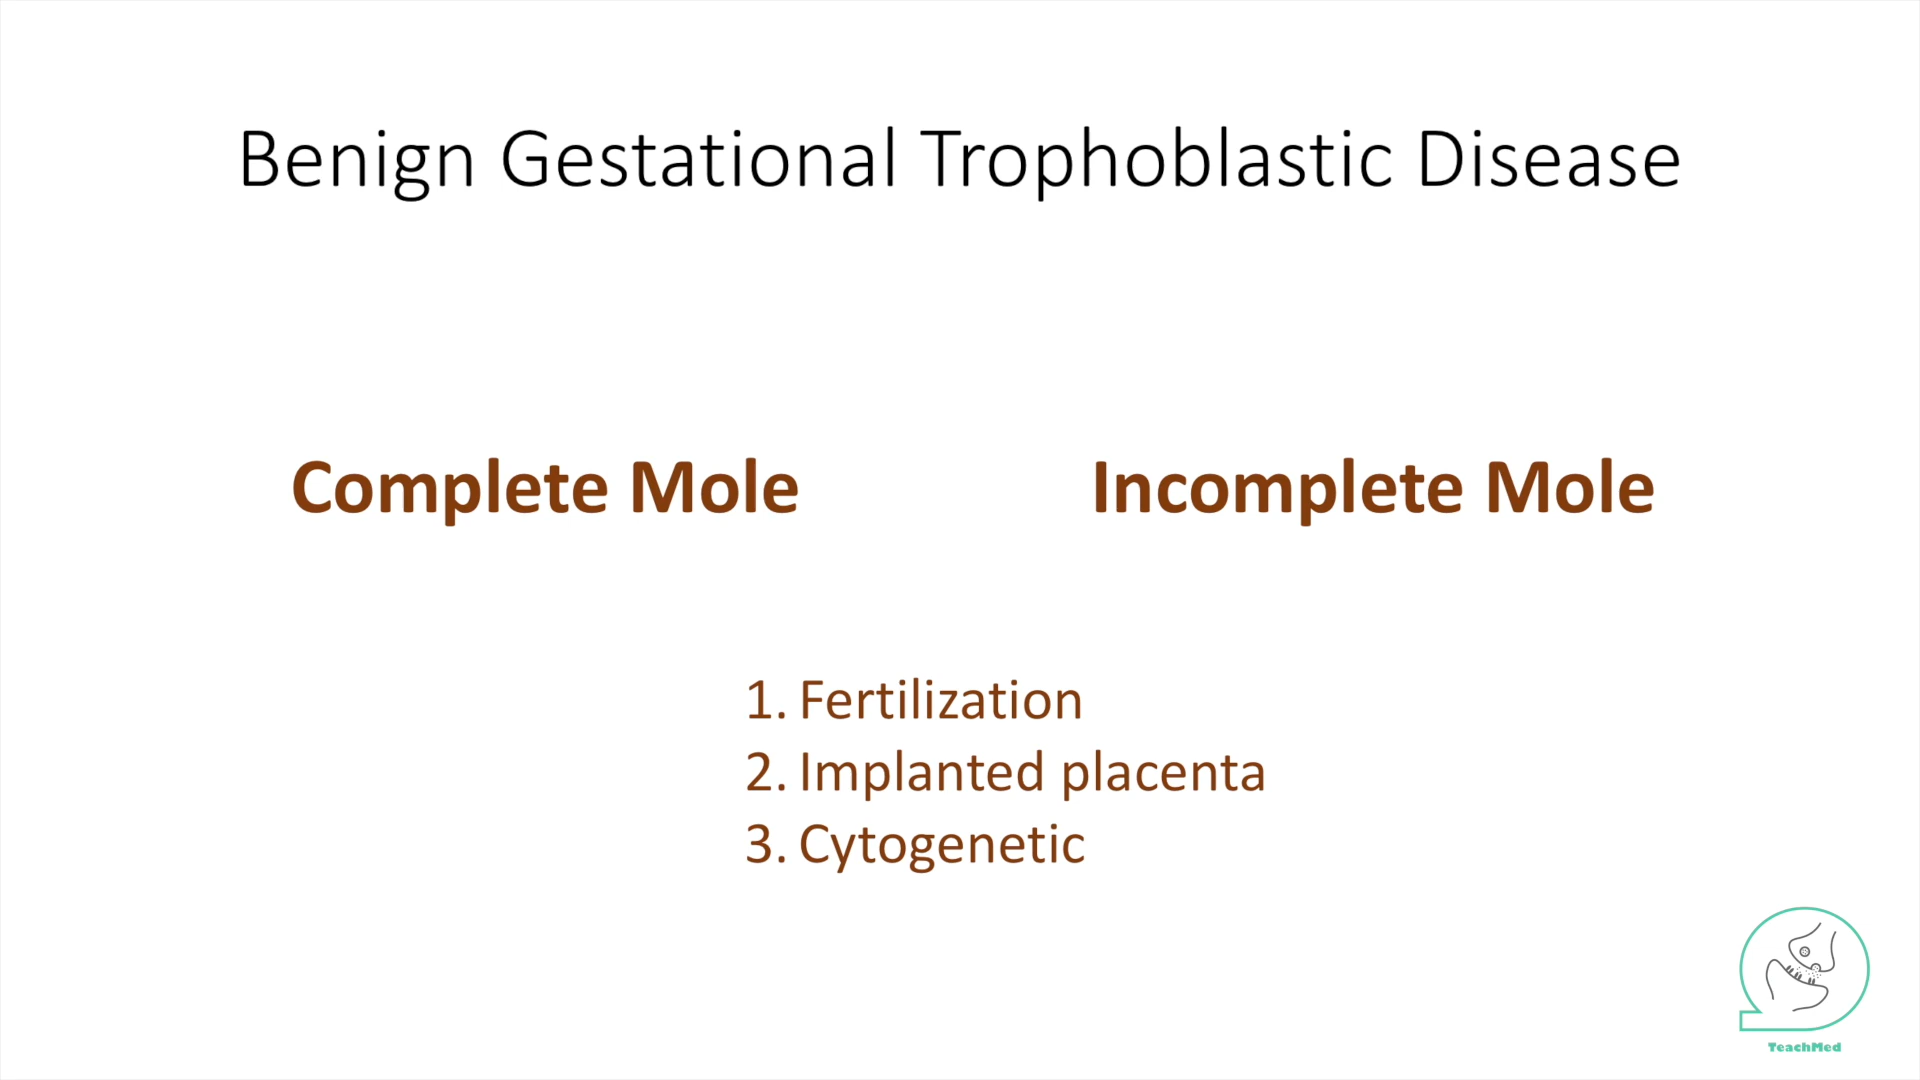 Benign Gestational Trophoblastic Disease
Complete Mole
Incomplete Mole
1. Fertilization
2. Implanted placenta
3. Cytogenetic
TeachMed